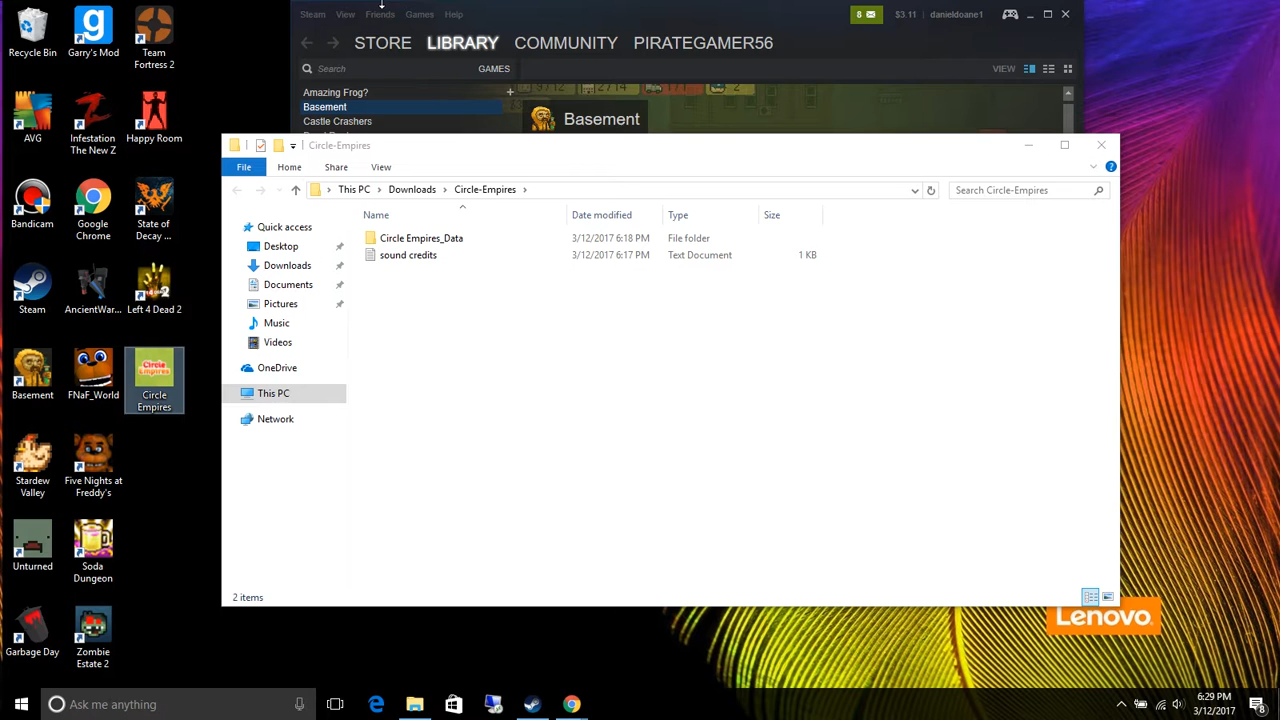 Recycle Bin
Garry's Mod
Team Fortress 2
AVG
Infestation The New Z
Happy Room
Bandicam
Google Chrome
State of Decay ...
Steam
AncientWar...
Left 4 Dead 2
Basement
FNaF_World
Circle Empires
Circle Empires
Stardew Valley
Five Nights at Freddy's
Unturned
Soda Dungeon
Garbage Day
Zombie Estate 2
Steam View Friends Games Help
8 $3.11 danieldoane1
STORE LIBRARY COMMUNITY PIRATEGAMER56
Search GAMES VIEW
Amazing Frog?
Basement
Castle Crashers
Basement
Circle-Empires
File Home Share View
This PC Downloads Circle-Empires
Search Circle-Empires
Name Date modified Type Size
Circle Empires_Data 3/12/2017 6:18 PM File folder
sound credits 3/12/2017 6:17 PM Text Document 1 KB
Quick access
Desktop
Downloads
Documents
Pictures
Music
Videos
OneDrive
This PC
Network
2 items
Lenovo.
Ask me anything
6:29 PM
3/12/2017
8